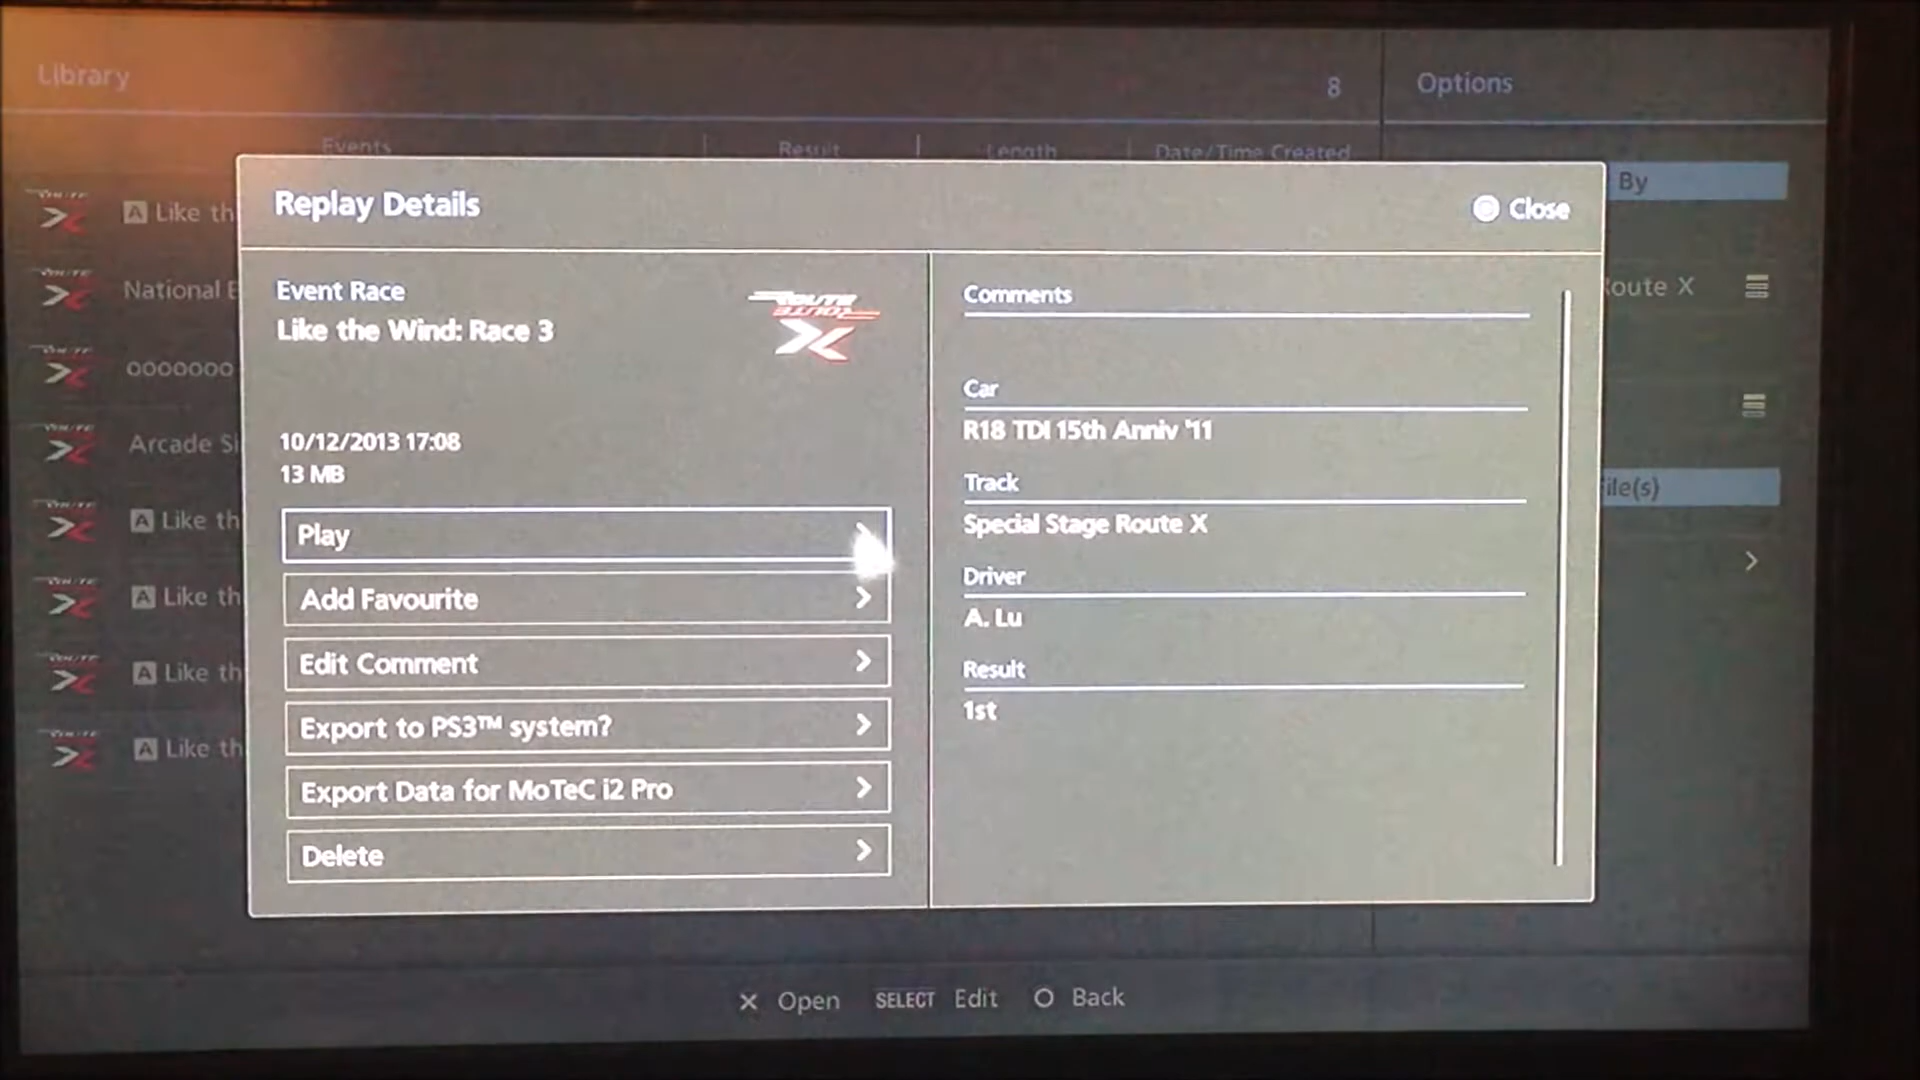 Library
8
Options
Events
Result
Length
Date/Time Created
By
Replay Details
Close
A Like th
National E
ooooooo
Arcade Si
A Like th
A Like th
A Like th
A Like th
Event Race
Like the Wind: Race 3
ROUTE
X
10/12/2013 17:08
13 MB
Play
Add Favourite
Edit Comment
Export to PS3™ system?
Export Data for MoTeC i2 Pro
Delete
Comments
Car
R18 TDI 15th Anniv '11
Track
Special Stage Route X
Driver
A. Lu
Result
1st
oute X
ile(s)
X Open SELECT Edit O Back